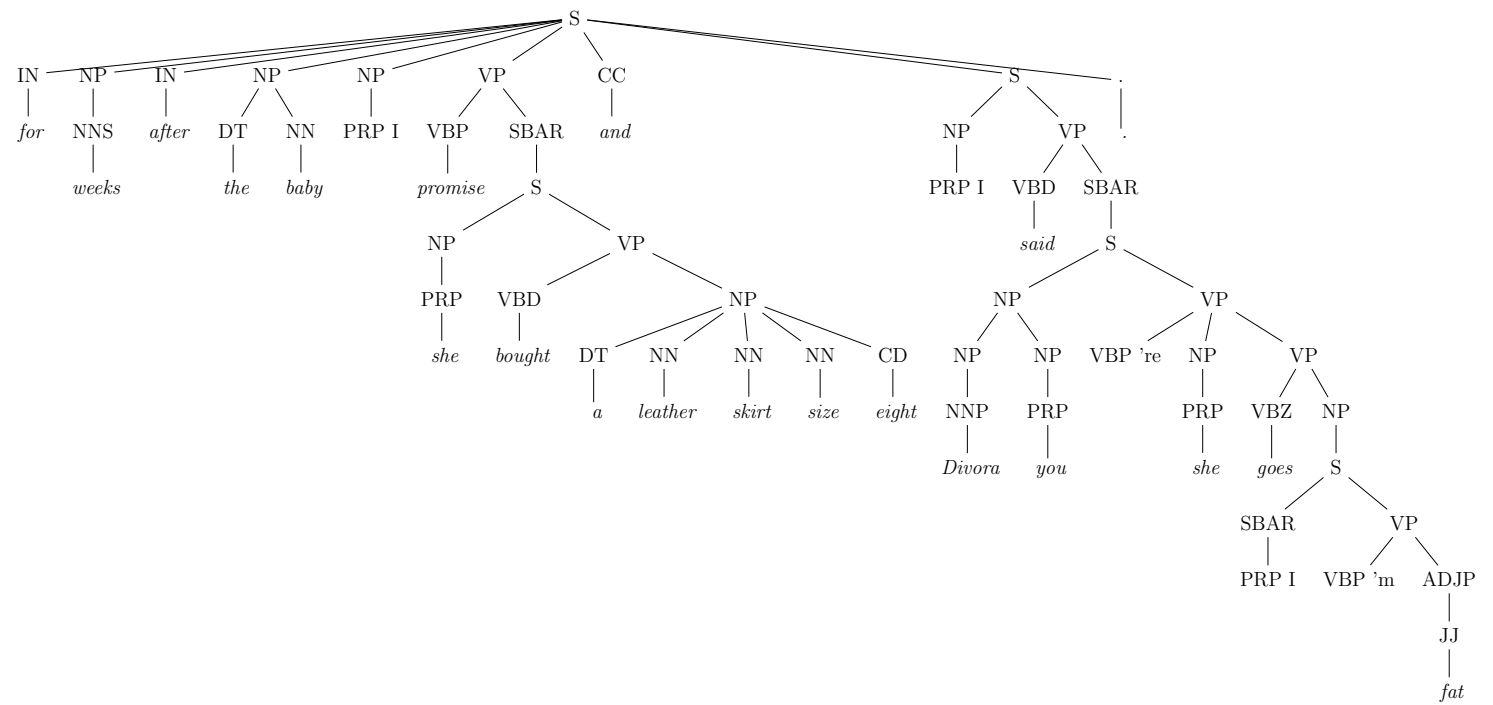 S
IN NP IN NP NP VP CC S .
for NNS after DT NN PRP I VBP SBAR and NP VP .
weeks the baby promise S PRP I VBD SBAR
NP VP said S
PRP VBD NP NP VP
she bought DT NN NN NN CD NP NP VBP 're NP VP
a leather skirt size eight NNP PRP PRP VBZ NP
Divora you she goes S
SBAR VP
PRP I VBP 'm ADJP
JJ
fat